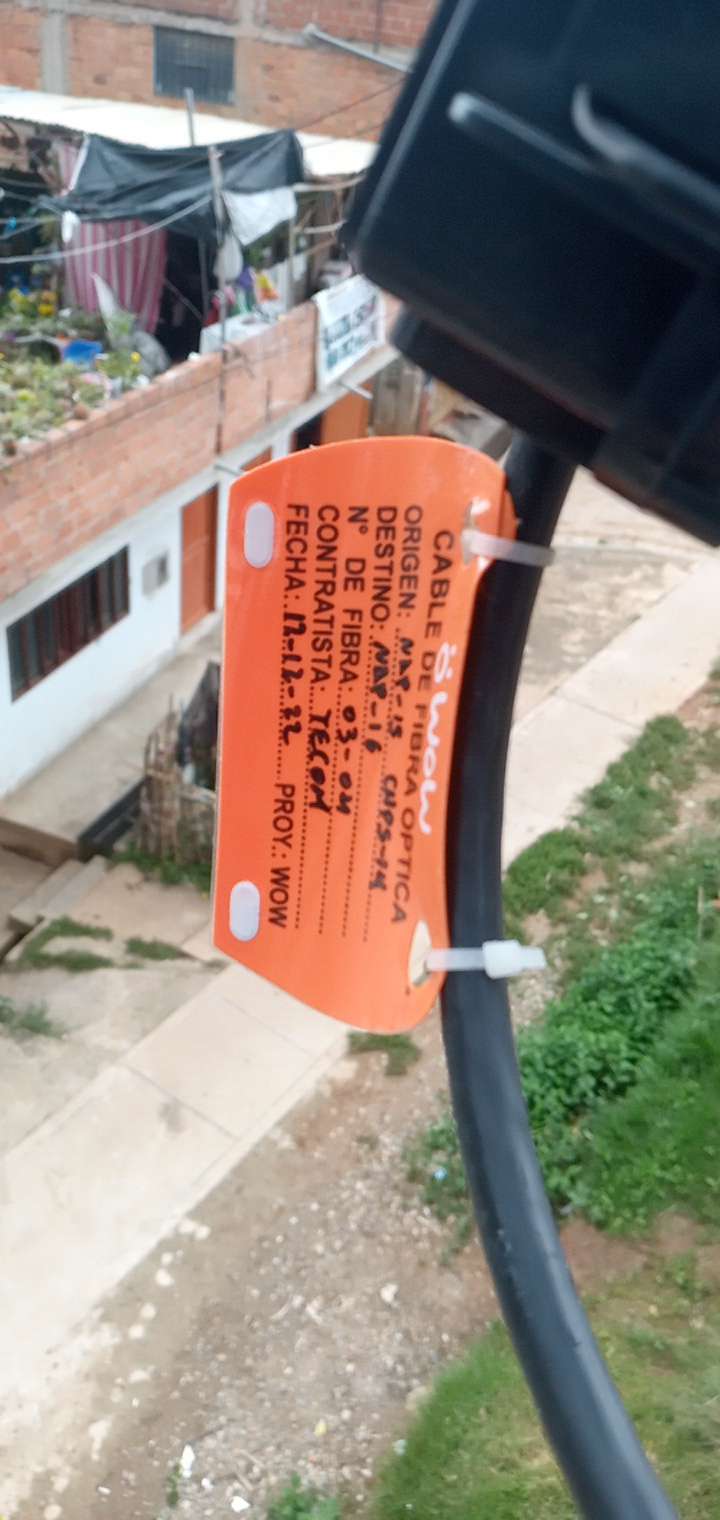 wow
CABLE DE FIBRA OPTICA
ORIGEN: NAP-15 CHPS-14
DESTINO: NAP-16
N° DE FIBRA: 03-04
CONTRATISTA: TECOM
FECHA: 17-12-22 PROY.: WOW